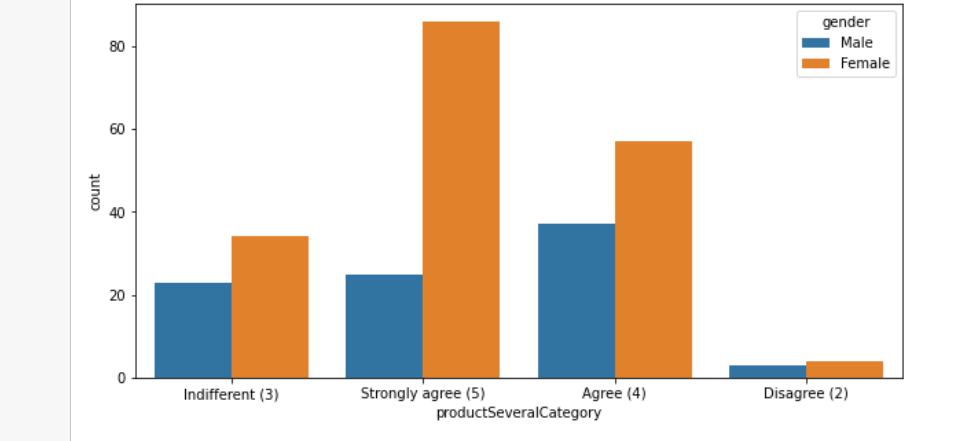 gender
Male
Female
80
60
40
20
0
count
Indifferent (3)
Strongly agree (5)
Agree (4)
Disagree (2)
productSeveralCategory